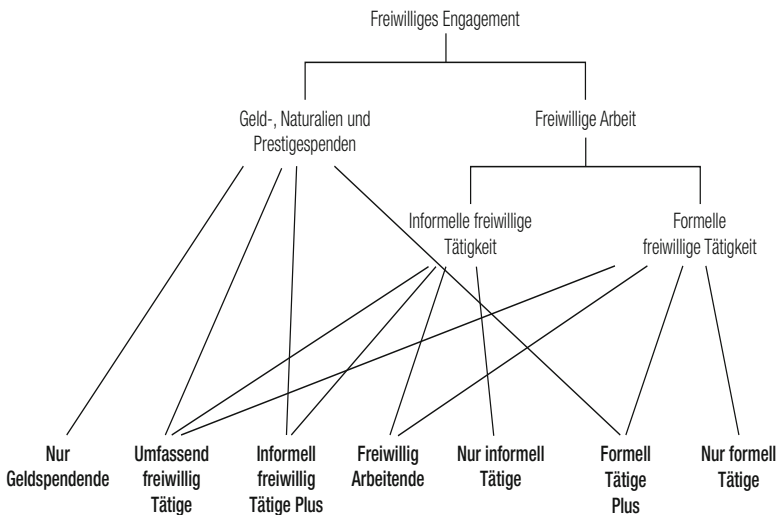 Freiwilliges Engagement
Geld-, Naturalien und
Prestigespenden
Freiwillige Arbeit
Informelle freiwillige
Tätigkeit
Formelle
freiwillige Tätigkeit
Nur
Geldspendende
Umfassend
freiwillig
Tätige
Informell
freiwillig
Tätige Plus
Freiwillig
Arbeitende
Nur informell
Tätige
Formell
Tätige
Plus
Nur formell
Tätige